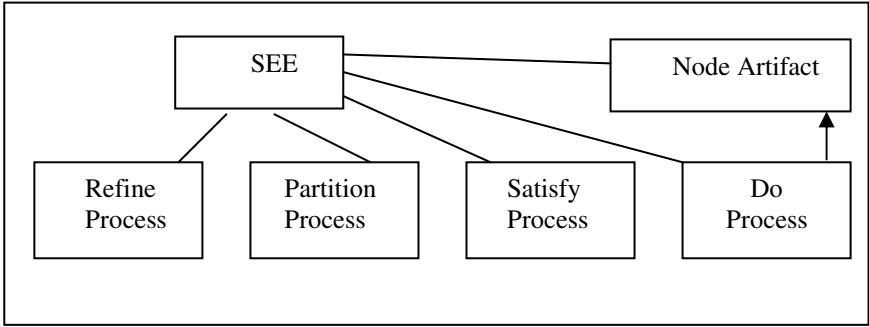 SEE
Node Artifact
Refine
Process
Partition
Process
Satisfy
Process
Do
Process